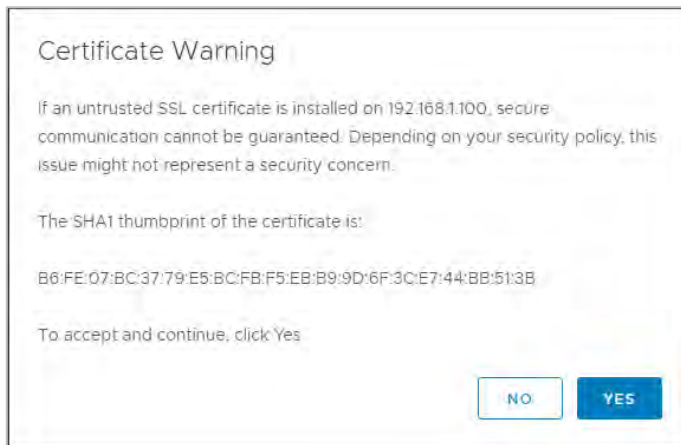 Certificate Warning
If an untrusted SSL certificate is installed on 192.168.1.100, secure
communication cannot be guaranteed. Depending on your security policy, this
issue might not represent a security concern.
The SHA1 thumbprint of the certificate is:
B6:FE:07:BC:37:79:E5:BC:FB:F5:EB:B9:9D:6F:3C:E7:44:BB:51:3B
To accept and continue, click Yes
NO
YES